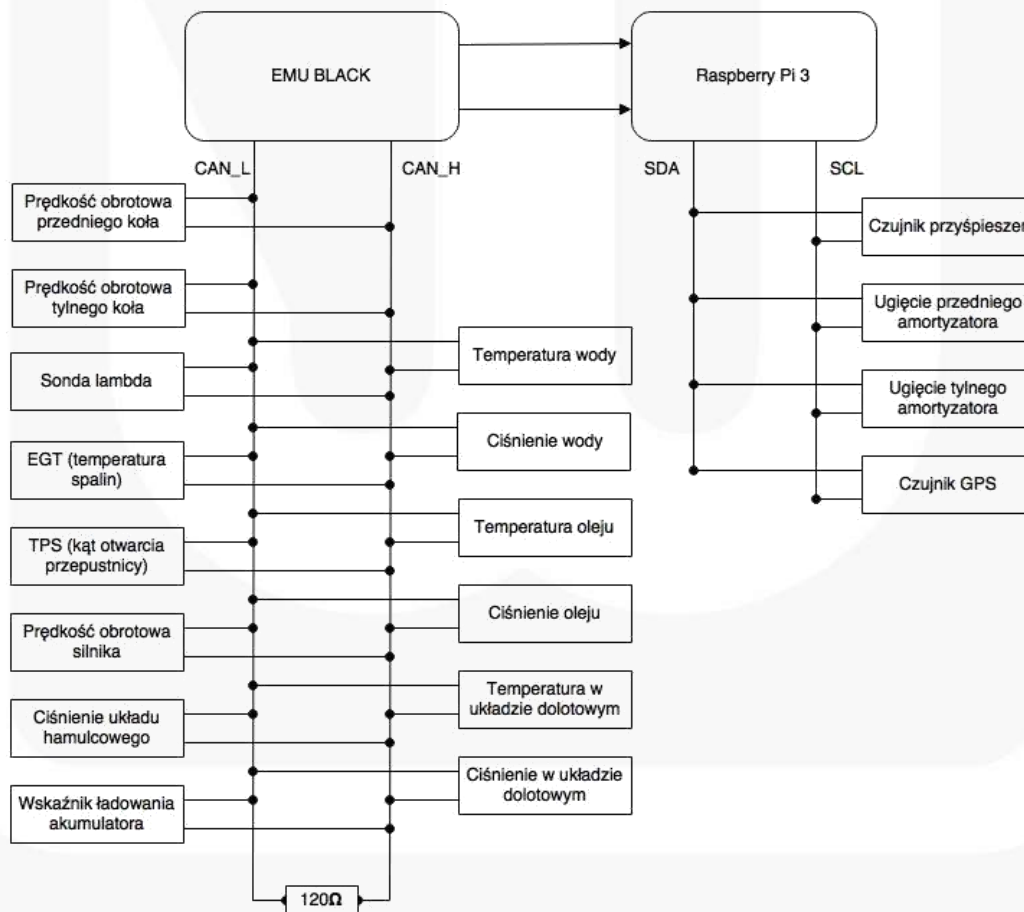 EMU BLACK
Raspberry Pi 3
CAN_L
CAN_H
SDA
SCL
Prędkość obrotowa
przedniego koła
Prędkość obrotowa
tylnego koła
Sonda lambda
EGT (temperatura
spalin)
TPS (kąt otwarcia
przepustnicy)
Prędkość obrotowa
silnika
Ciśnienie układu
hamulcowego
Wskaźnik ładowania
akumulatora
Temperatura wody
Ciśnienie wody
Temperatura oleju
Ciśnienie oleju
Temperatura w
układzie dolotowym
Ciśnienie w układzie
dolotowym
Czujnik przyśpieszen
Ugięcie przedniego
amortyzatora
Ugięcie tylnego
amortyzatora
Czujnik GPS
120Ω